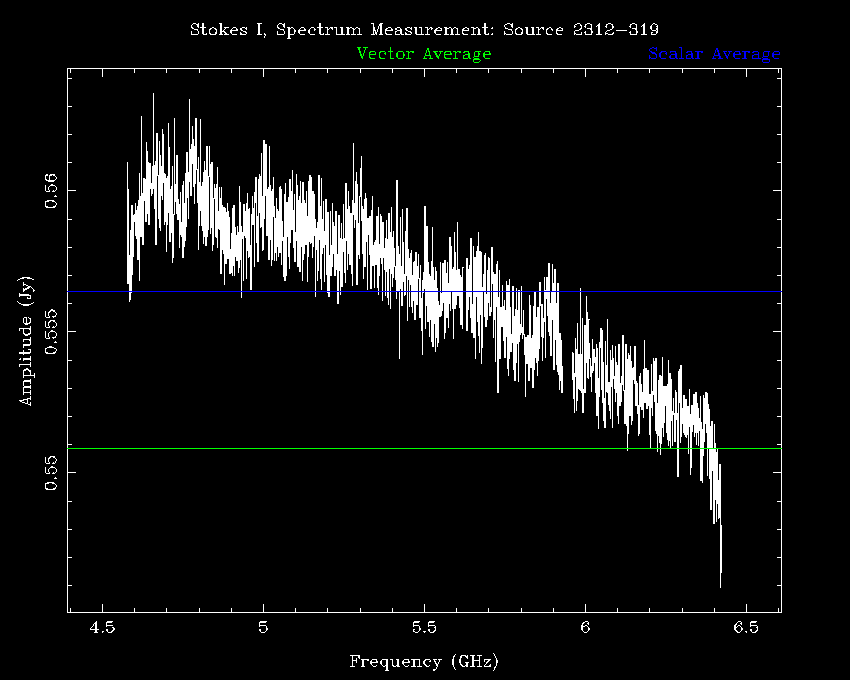 Stokes I, Spectrum Measurement: Source 2312−319
Vector Average Scalar Average
0.56
0.555
0.55
Amplitude (Jy)
4.5 5 5.5 6 6.5
Frequency (GHz)